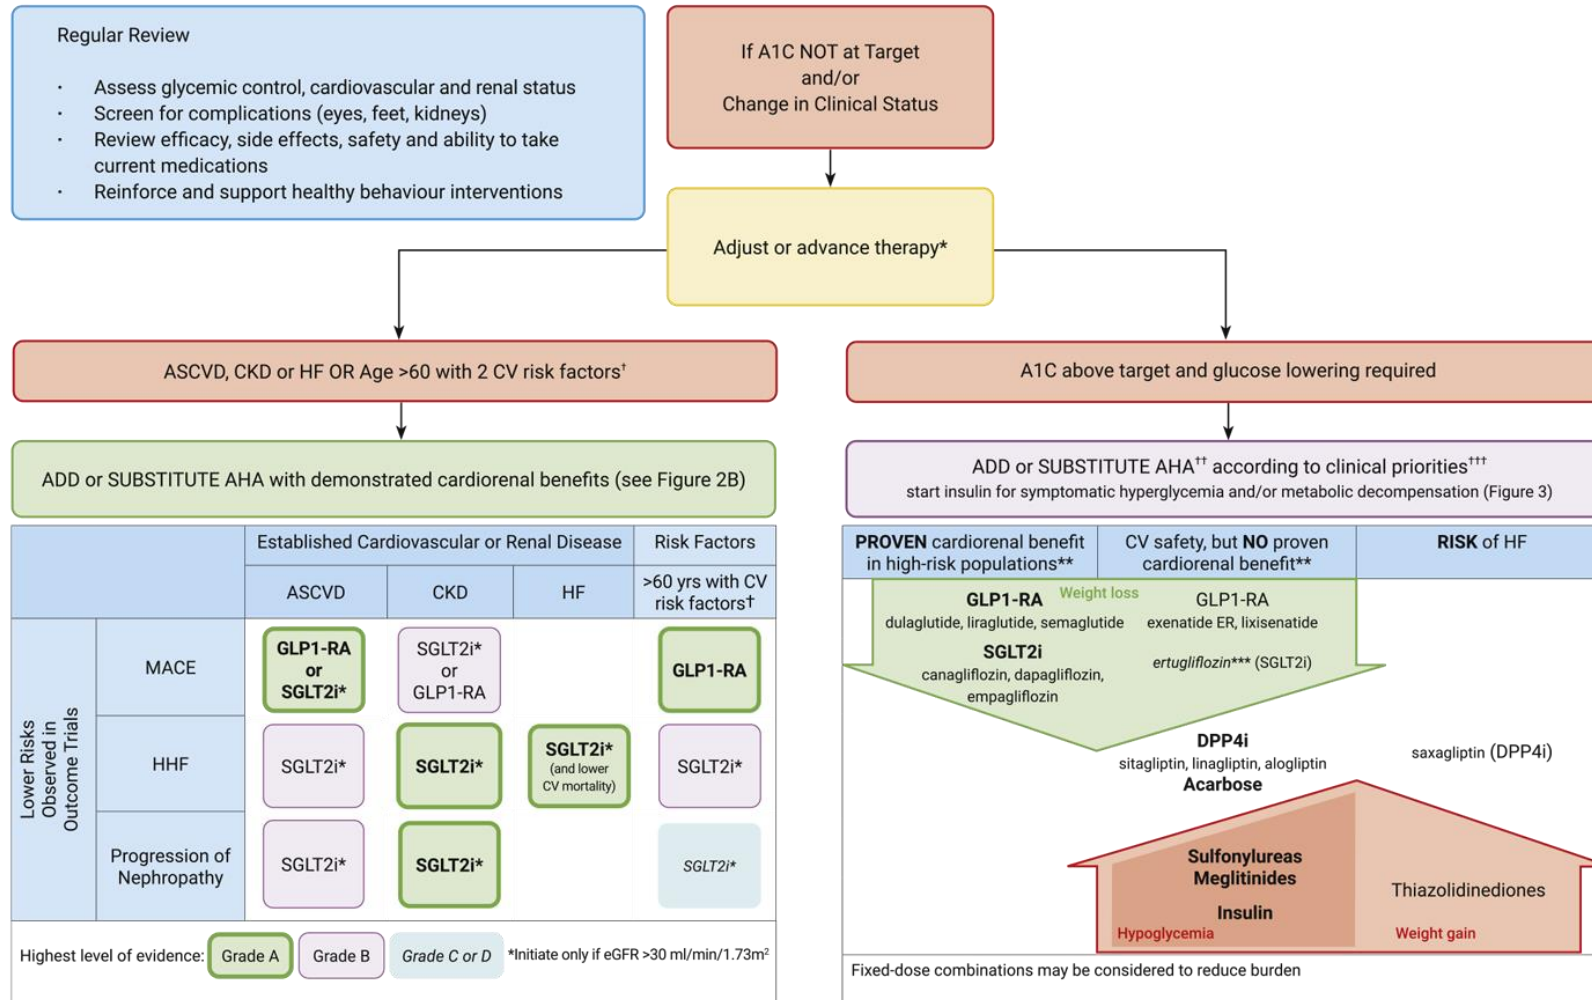 Regular Review
· Assess glycemic control, cardiovascular and renal status
· Screen for complications (eyes, feet, kidneys)
· Review efficacy, side effects, safety and ability to take
current medications
· Reinforce and support healthy behaviour interventions
If A1C NOT at Target
and/or
Change in Clinical Status
Adjust or advance therapy*
ASCVD, CKD or HF OR Age >60 with 2 CV risk factors†
ADD or SUBSTITUTE AHA with demonstrated cardiorenal benefits (see Figure 2B)
Established Cardiovascular or Renal Disease
Risk Factors
ASCVD
CKD
HF
>60 yrs with CV
risk factors†
Lower Risks
Observed in
Outcome Trials
MACE
GLP1-RA
or
SGLT2i*
SGLT2i*
or
GLP1-RA
GLP1-RA
HHF
SGLT2i*
SGLT2i*
SGLT2i*
(and lower
CV mortality)
SGLT2i*
Progression of
Nephropathy
SGLT2i*
SGLT2i*
SGLT2i*
Highest level of evidence:
Grade A
Grade B
Grade C or D
*Initiate only if eGFR >30 ml/min/1.73m²
A1C above target and glucose lowering required
ADD or SUBSTITUTE AHA†† according to clinical priorities†††
start insulin for symptomatic hyperglycemia and/or metabolic decompensation (Figure 3)
PROVEN cardiorenal benefit
in high-risk populations**
CV safety, but NO proven
cardiorenal benefit**
RISK of HF
Weight loss
GLP1-RA
dulaglutide, liraglutide, semaglutide
SGLT2i
canagliflozin, dapagliflozin,
empagliflozin
GLP1-RA
exenatide ER, lixisenatide
ertugliflozin*** (SGLT2i)
DPP4i
sitagliptin, linagliptin, alogliptin
Acarbose
saxagliptin (DPP4i)
Sulfonylureas
Meglitinides
Insulin
Hypoglycemia
Thiazolidinediones
Weight gain
Fixed-dose combinations may be considered to reduce burden